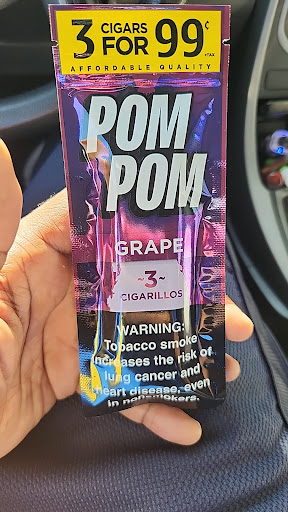 3 CIGARS FOR 99¢
+TAX
AFFORDABLE QUALITY
POM
POM
GRAPE
~3~
CIGARILLOS
WARNING:
Tobacco smoke
increases the risk of
lung cancer and
heart disease, even
in nonsmokers.